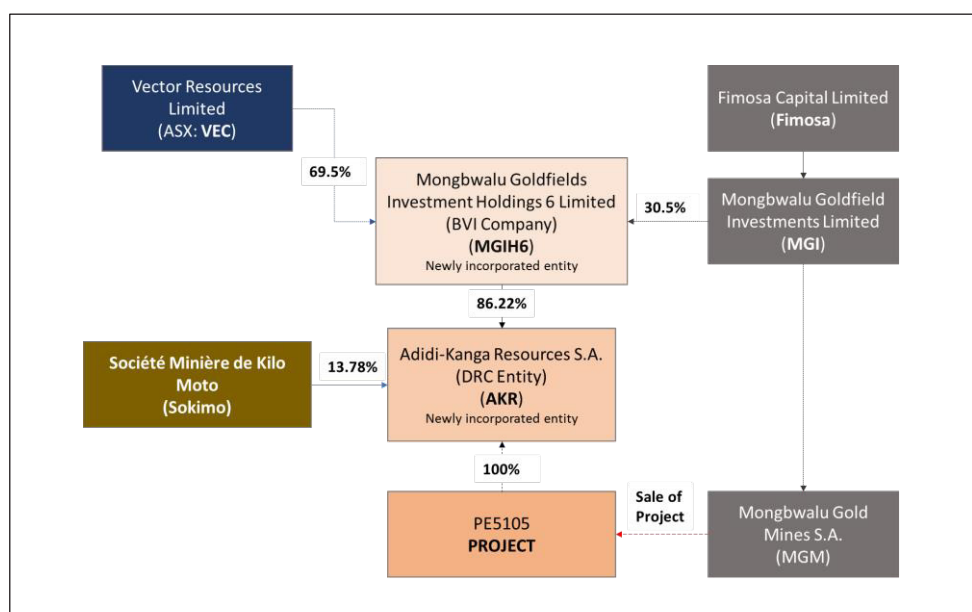 Vector Resources
Limited
(ASX: VEC)
Fimosa Capital Limited
(Fimosa)
69.5%
Mongbwalu Goldfields
Investment Holdings 6 Limited
(BVI Company)
(MGIH6)
Newly incorporated entity
30.5%
Mongbwalu Goldfield
Investments Limited
(MGI)
86.22%
Société Minière de Kilo
Moto
(Sokimo)
13.78%
Adidi-Kanga Resources S.A.
(DRC Entity)
(AKR)
Newly incorporated entity
100%
PE5105
PROJECT
Sale of
Project
Mongbwalu Gold
Mines S.A.
(MGM)